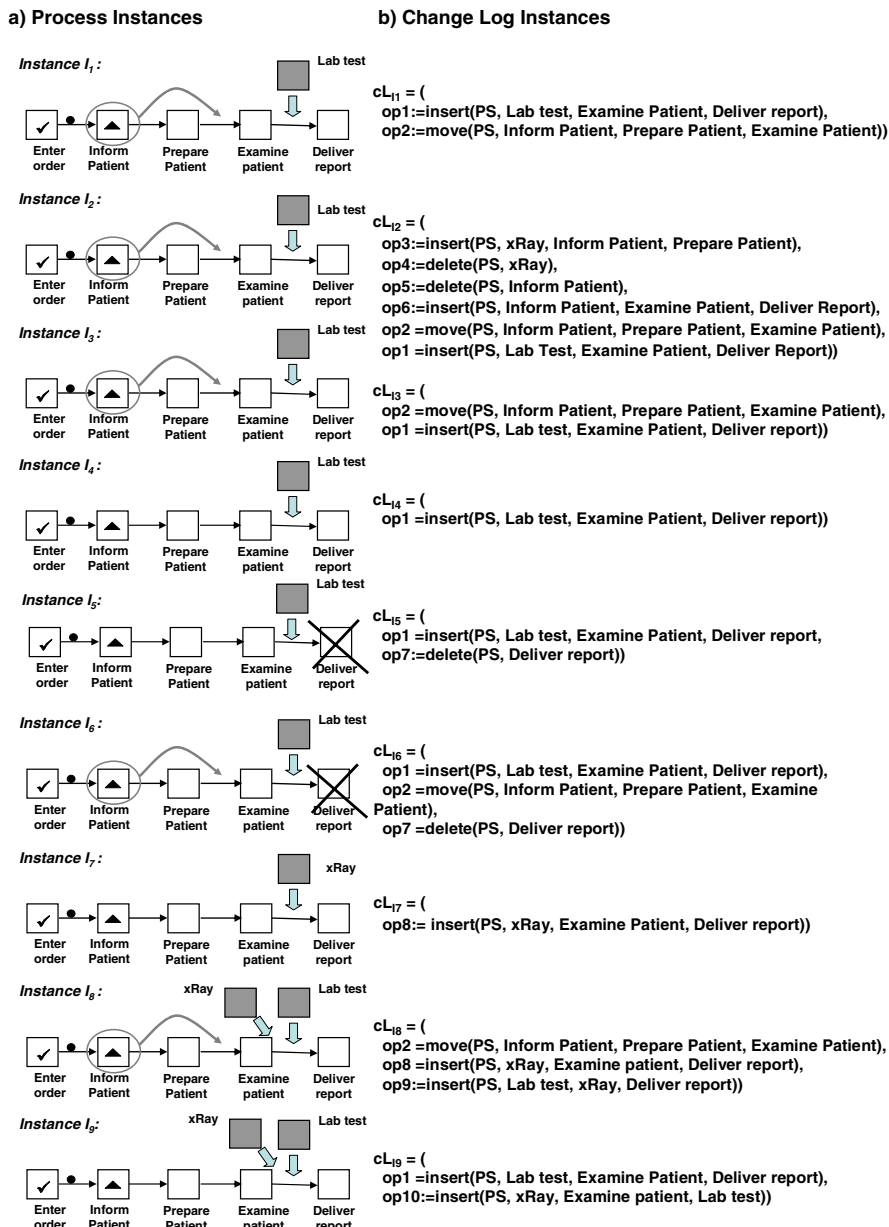 a) Process Instances
b) Change Log Instances
Instance I1:
Lab test
Enter order
Inform Patient
Prepare Patient
Examine patient
Deliver report
cLI1 = (
op1:=insert(PS, Lab test, Examine Patient, Deliver report),
op2:=move(PS, Inform Patient, Prepare Patient, Examine Patient))
Instance I2:
Lab test
Enter order
Inform Patient
Prepare Patient
Examine patient
Deliver report
cLI2 = (
op3:=insert(PS, xRay, Inform Patient, Prepare Patient),
op4:=delete(PS, xRay),
op5:=delete(PS, Inform Patient),
op6:=insert(PS, Inform Patient, Examine Patient, Deliver Report),
op2 =move(PS, Inform Patient, Prepare Patient, Examine Patient),
op1 =insert(PS, Lab Test, Examine Patient, Deliver Report))
Instance I3:
Lab test
Enter order
Inform Patient
Prepare Patient
Examine patient
Deliver report
cLI3 = (
op2 =move(PS, Inform Patient, Prepare Patient, Examine Patient),
op1 =insert(PS, Lab test, Examine Patient, Deliver report))
Instance I4:
Lab test
Enter order
Inform Patient
Prepare Patient
Examine patient
Deliver report
cLI4 = (
op1 =insert(PS, Lab test, Examine Patient, Deliver report))
Instance I5:
Lab test
Enter order
Inform Patient
Prepare Patient
Examine patient
Deliver report
cLI5 = (
op1 =insert(PS, Lab test, Examine Patient, Deliver report,
op7:=delete(PS, Deliver report))
Instance I6:
Lab test
Enter order
Inform Patient
Prepare Patient
Examine patient
Deliver report
cLI6 = (
op1 =insert(PS, Lab test, Examine Patient, Deliver report),
op2 =move(PS, Inform Patient, Prepare Patient, Examine
Patient),
op7 =delete(PS, Deliver report))
Instance I7:
xRay
Enter order
Inform Patient
Prepare Patient
Examine patient
Deliver report
cLI7 = (
op8:= insert(PS, xRay, Examine Patient, Deliver report))
Instance I8:
xRay
Lab test
Enter order
Inform Patient
Prepare Patient
Examine patient
Deliver report
cLI8 = (
op2 =move(PS, Inform Patient, Prepare Patient, Examine Patient),
op8 =insert(PS, xRay, Examine patient, Deliver report),
op9:=insert(PS, Lab test, xRay, Deliver report))
Instance I9:
xRay
Lab test
Enter order
Inform Patient
Prepare Patient
Examine patient
Deliver report
cLI9 = (
op1 =insert(PS, Lab test, Examine Patient, Deliver report),
op10:=insert(PS, xRay, Examine patient, Lab test))